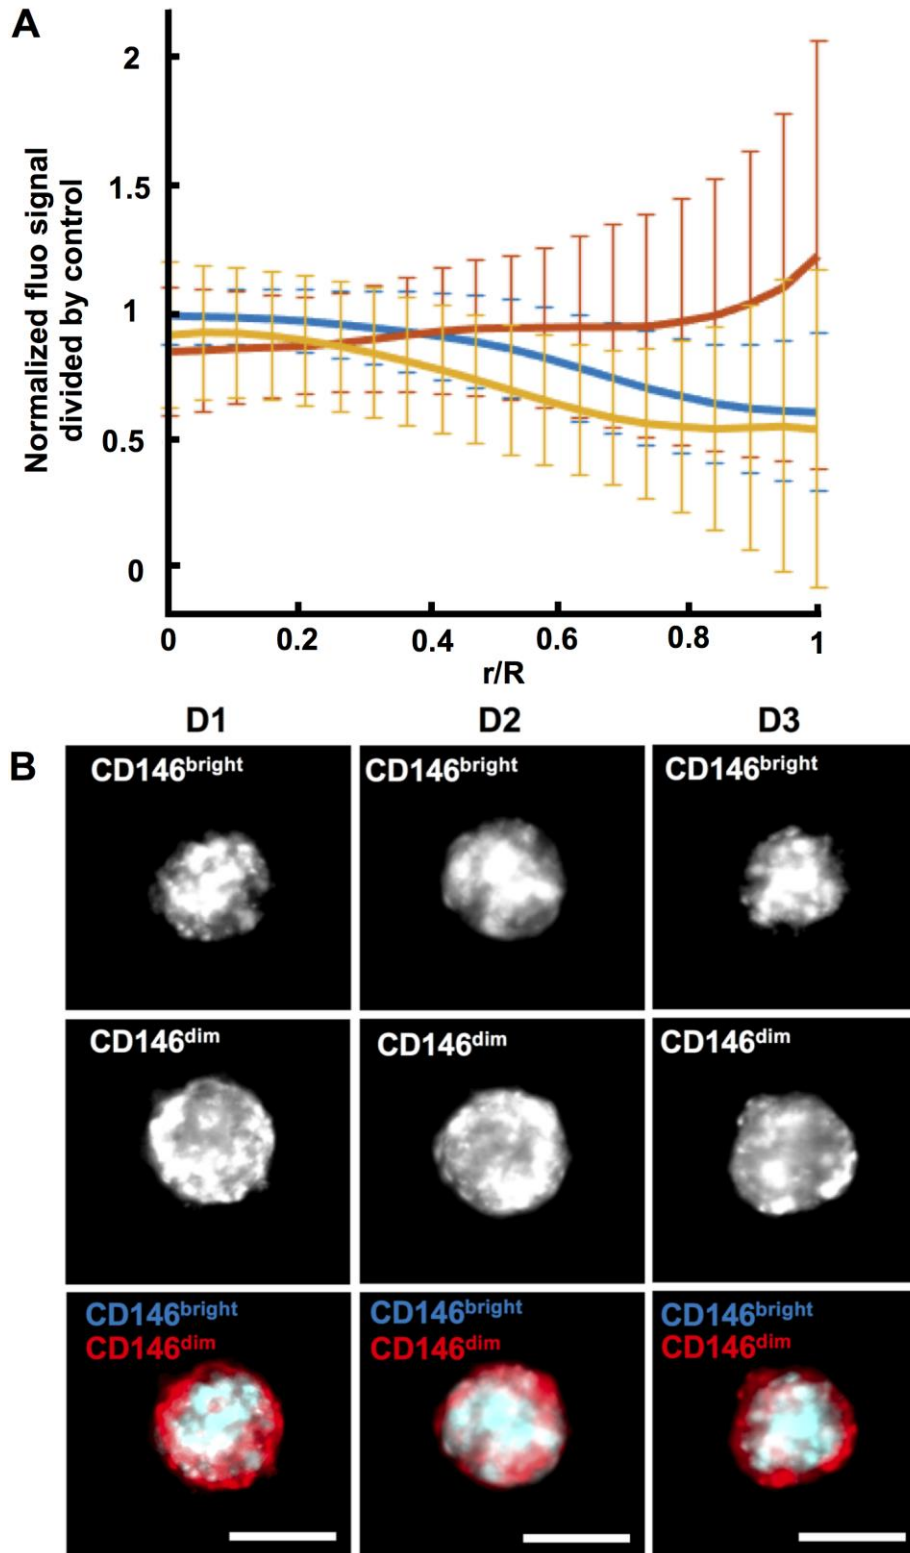 A
Normalized fluo signal
divided by control
2
1.5
1
0.5
0
0 0.2 0.4 0.6 0.8 1
r/R
D1 D2 D3
B
CD146bright CD146bright CD146bright
CD146dim CD146dim CD146dim
CD146bright CD146bright CD146bright
CD146dim CD146dim CD146dim